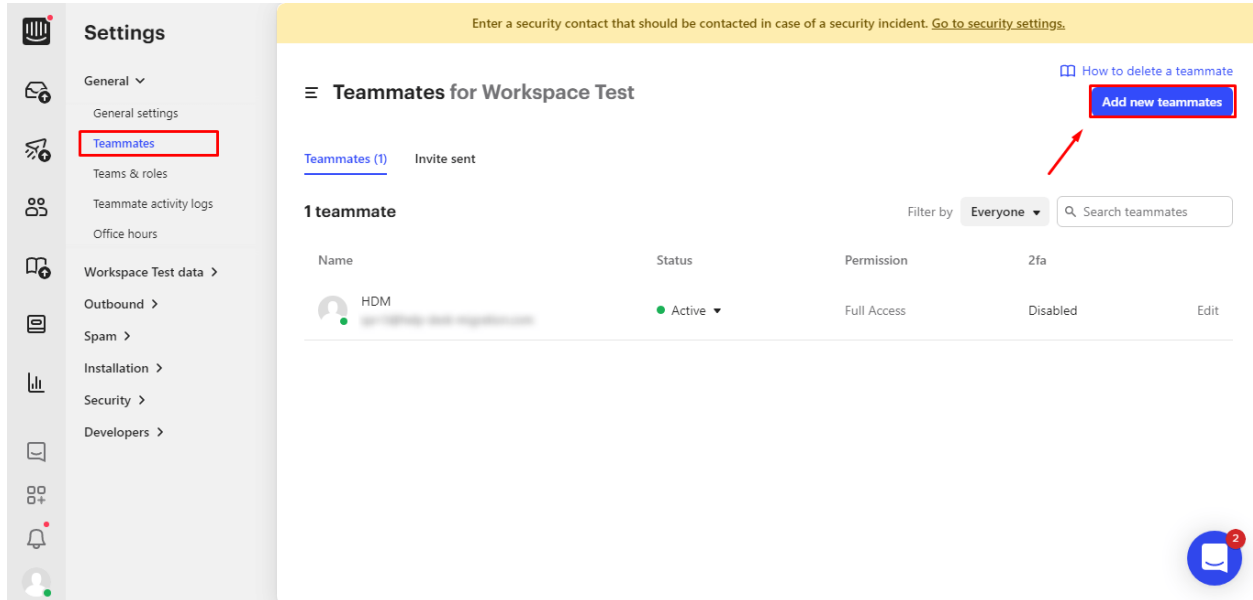 Enter a security contact that should be contacted in case of a security incident. Go to security settings.
Settings
General
General settings
Teammates
Teams & roles
Teammate activity logs
Office hours
Workspace Test data
Outbound
Spam
Installation
Security
Developers
How to delete a teammate
Teammates for Workspace Test
Add new teammates
Teammates (1) Invite sent
1 teammate
Filter by Everyone Search teammates
Name Status Permission 2fa
HDM
Active Full Access Disabled Edit
2